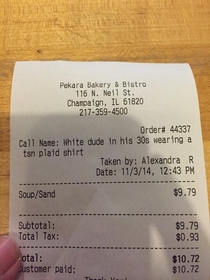 Pekara Bakery & Bistro
116 N. Neil St.
Champaign, IL 61820
217-359-4500
Order# 44337
Call Name: White dude in his 30s wearing a
tsn plaid shirt
Taken by: Alexandra R
Date: 11/3/14, 12:43 PM
Soup/Sand $9.79
Subtotal: $9.79
Total Tax: $0.93
Total: $10.72
Customer paid: $10.72